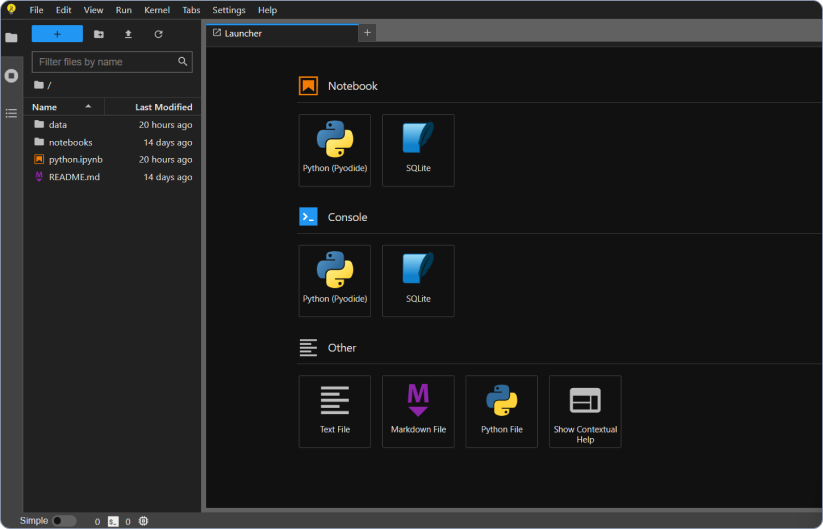 File Edit View Run Kernel Tabs Settings Help
+
Filter files by name
/
Name Last Modified
data 20 hours ago
notebooks 14 days ago
python.ipynb 20 hours ago
M README.md 14 days ago
Launcher +
Notebook
Python (Pyodide) SQLite
Console
Python (Pyodide) SQLite
Other
M
Text File Markdown File Python File Show Contextual
Help
Simple 0 $_ 0